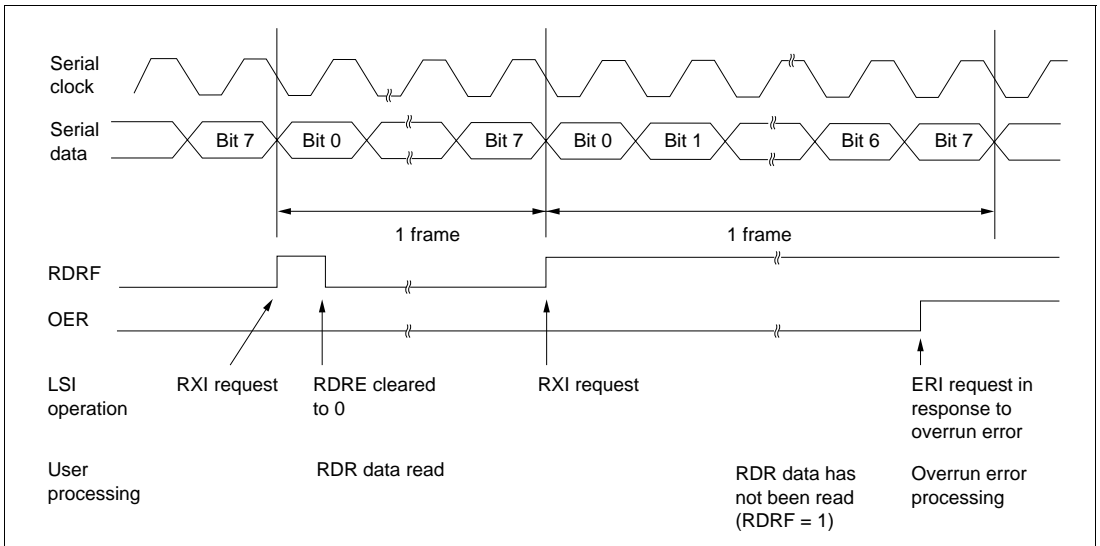 Serial
clock
Serial
data
Bit 7
Bit 0
Bit 7
Bit 0
Bit 1
Bit 6
Bit 7
1 frame
1 frame
RDRF
OER
LSI
operation
RXI request
RDRE cleared
to 0
RXI request
ERI request in
response to
overrun error
User
processing
RDR data read
RDR data has
not been read
(RDRF = 1)
Overrun error
processing